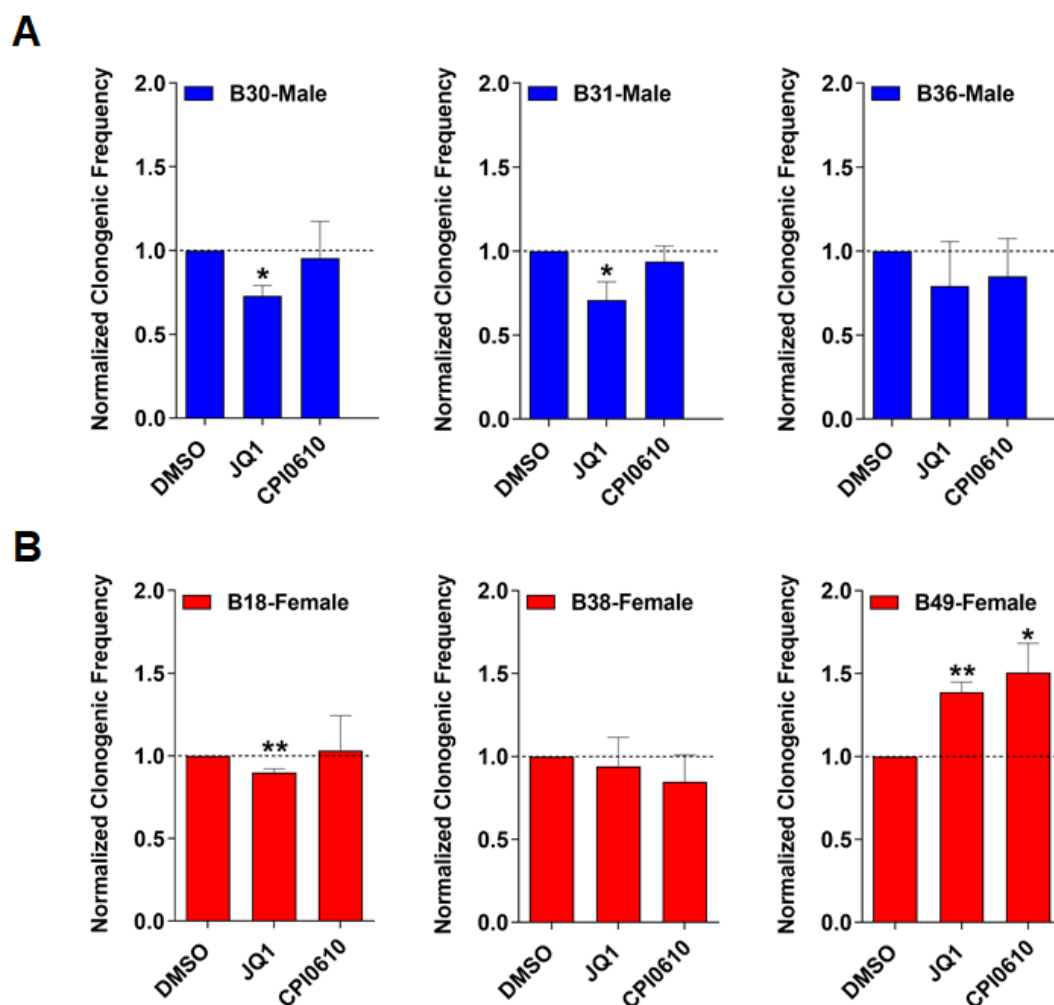 A
Normalized Clonogenic Frequency
2.0
1.5
1.0
0.5
0.0
B30-Male
*
DMSO
JQ1
CPI0610
Normalized Clonogenic Frequency
2.0
1.5
1.0
0.5
0.0
B31-Male
*
DMSO
JQ1
CPI0610
Normalized Clonogenic Frequency
2.0
1.5
1.0
0.5
0.0
B36-Male
DMSO
JQ1
CPI0610
B
Normalized Clonogenic Frequency
2.0
1.5
1.0
0.5
0.0
B18-Female
**
DMSO
JQ1
CPI0610
Normalized Clonogenic Frequency
2.0
1.5
1.0
0.5
0.0
B38-Female
DMSO
JQ1
CPI0610
Normalized Clonogenic Frequency
2.0
1.5
1.0
0.5
0.0
B49-Female
**
*
DMSO
JQ1
CPI0610